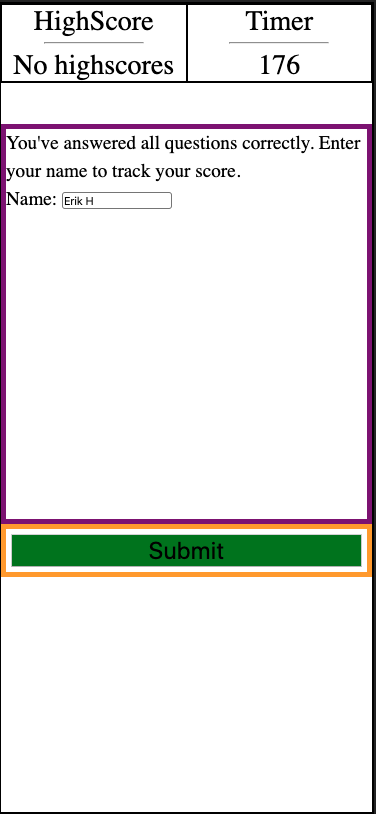 HighScore
No highscores
Timer
176
You've answered all questions correctly. Enter
your name to track your score.
Name: Erik H
Submit